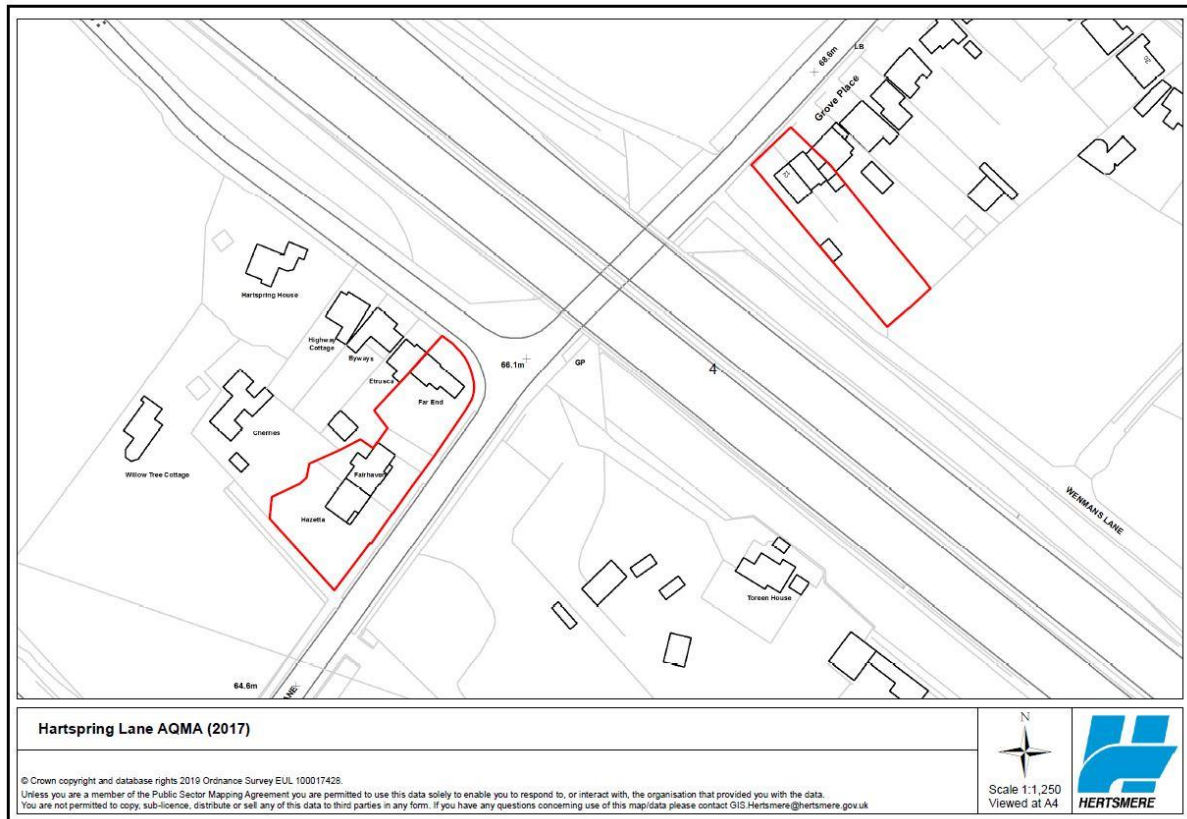 68.6m
LB
20
Grove Place
12
Hartspring House
Highway
Cottage
Byways
Etrusca
66.1m
GP
4
Far End
Cherries
Willow Tree Cottage
Fairhaven
Hazetta
WENMANS LANE
Toreen House
64.6m
ANE
Hartspring Lane AQMA (2017)
N
© Crown copyright and database rights 2019 Ordnance Survey EUL 100017428.
Unless you are a member of the Public Sector Mapping Agreement you are permitted to use this data solely to enable you to respond to, or interact with, the organisation that provided you with the data.
You are not permitted to copy, sub-licence, distribute or sell any of this data to third parties in any form. If you have any questions concerning use of this map/data please contact GIS.Hertsmere@hertsmere.gov.uk
Scale 1:1,250
Viewed at A4
HERTSMERE